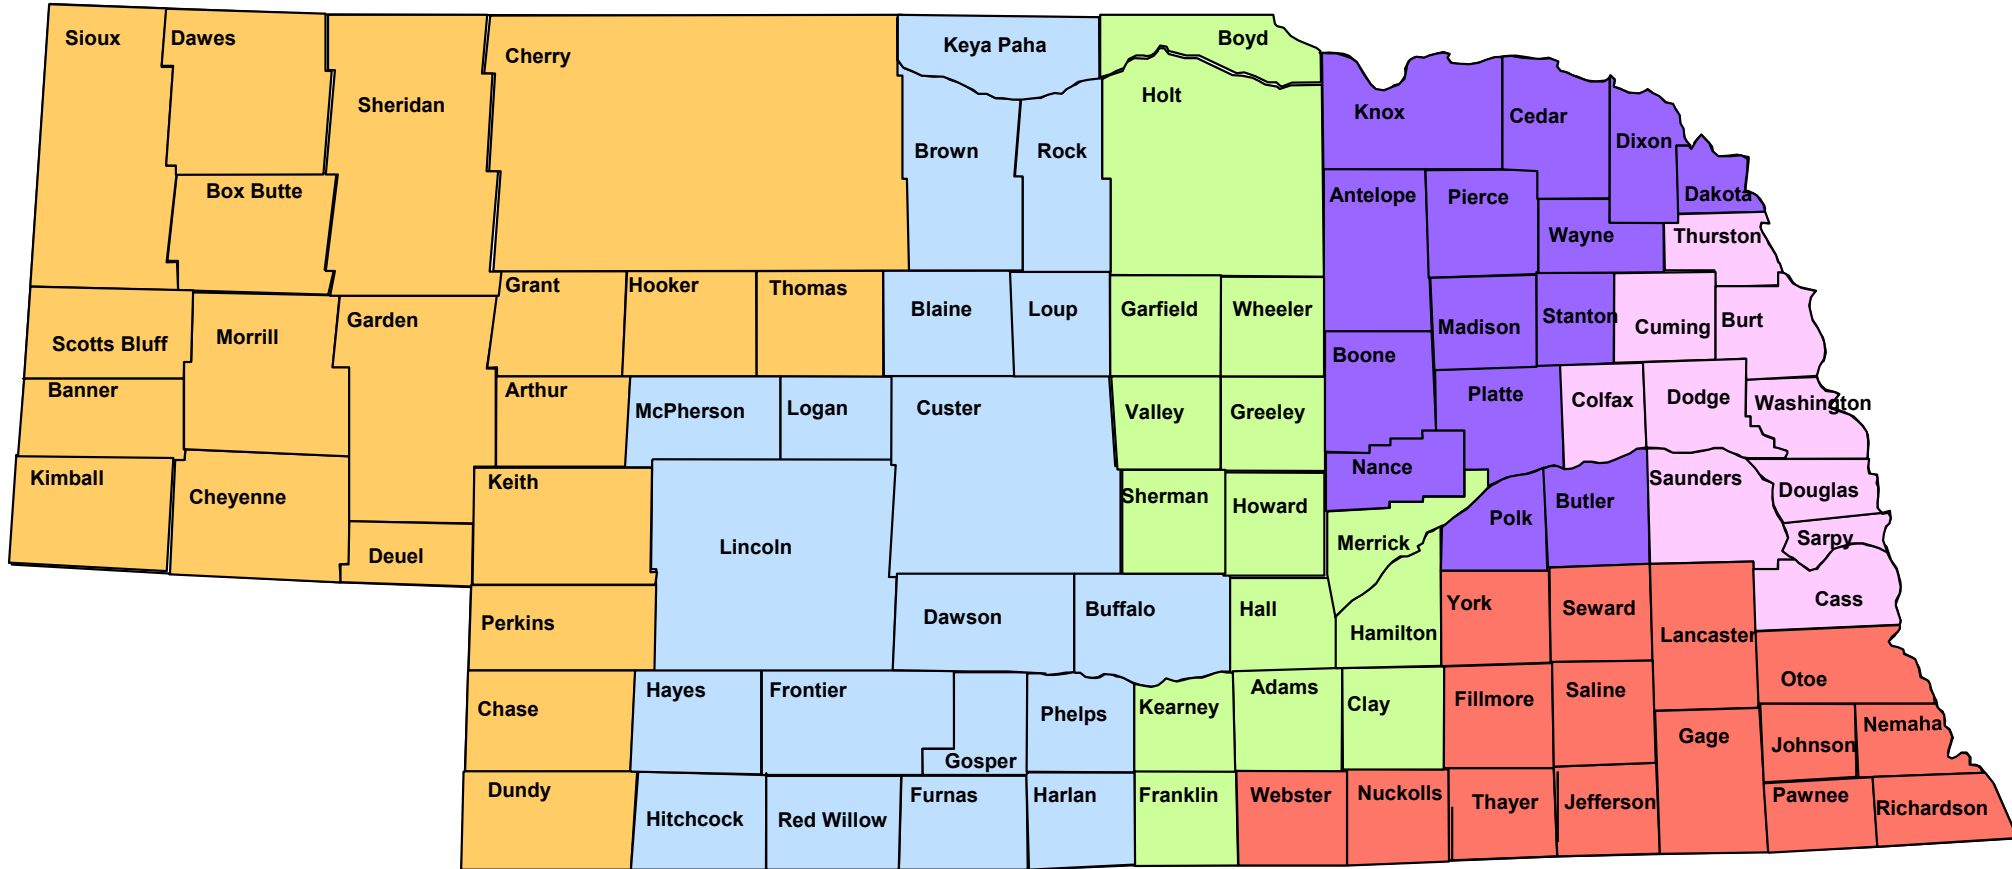 Sioux
Dawes
Sheridan
Cherry
Keya Paha
Boyd
Holt
Knox
Cedar
Dixon
Dakota
Box Butte
Brown
Rock
Antelope
Pierce
Wayne
Thurston
Scotts Bluff
Morrill
Garden
Grant
Hooker
Thomas
Blaine
Loup
Garfield
Wheeler
Madison
Stanton
Cuming
Burt
Boone
Banner
Arthur
McPherson
Logan
Custer
Valley
Greeley
Platte
Colfax
Dodge
Washington
Kimball
Cheyenne
Keith
Nance
Sherman
Howard
Saunders
Douglas
Butler
Polk
Sarpy
Merrick
Deuel
Lincoln
Perkins
Dawson
Buffalo
Hall
Hamilton
York
Seward
Lancaster
Cass
Otoe
Chase
Hayes
Frontier
Gosper
Phelps
Kearney
Adams
Clay
Fillmore
Saline
Gage
Johnson
Nemaha
Dundy
Hitchcock
Red Willow
Furnas
Harlan
Franklin
Webster
Nuckolls
Thayer
Jefferson
Pawnee
Richardson